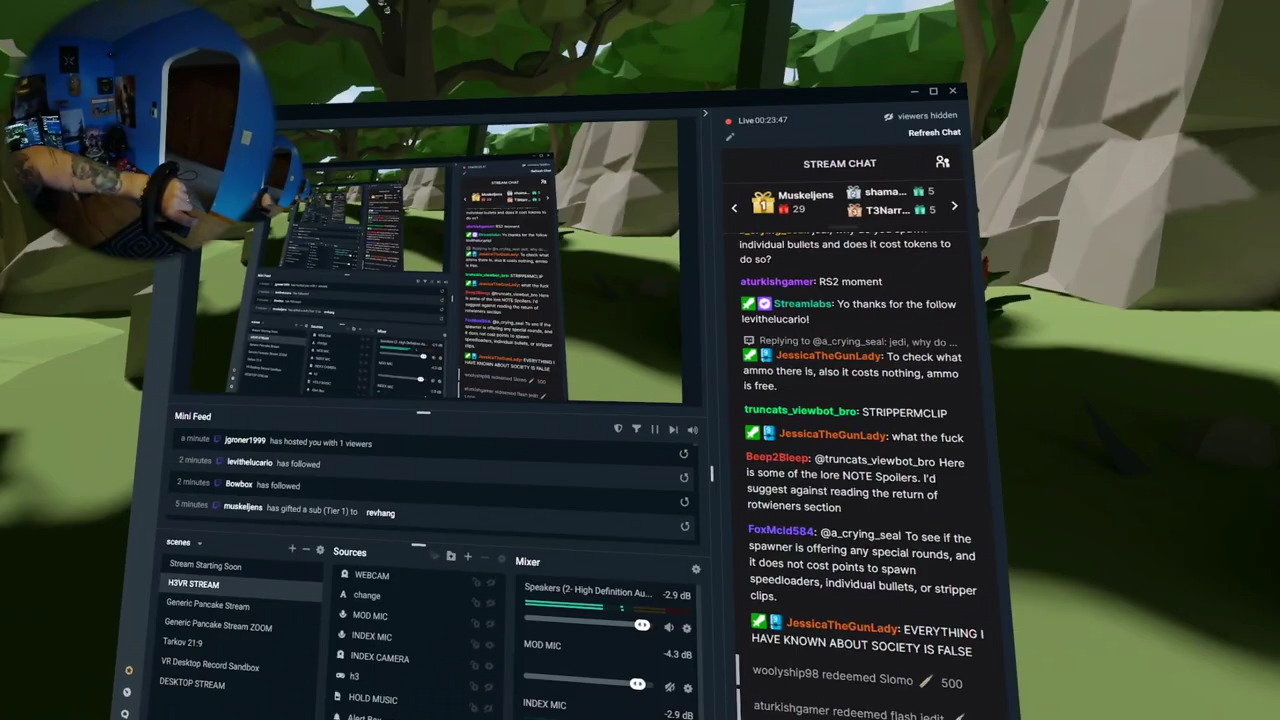 Live 00:23:47
viewers hidden
Refresh Chat
STREAM CHAT
Muskeljens
29
shama... 5
T3Narr... 5
individual bullets and does it cost tokens to
do so?
aturkishgamer: RS2 moment
Streamlabs: Yo thanks for the follow
levithelucario!
Replying to @a_crying_seal: jedi, why do ...
JessicaTheGunLady: To check what
ammo there is, also it costs nothing, ammo
is free.
truncats_viewbot_bro: STRIPPERMCLIP
JessicaTheGunLady: what the fuck
Beep2Bleep: @truncats_viewbot_bro Here
is some of the lore NOTE Spoilers. I'd
suggest against reading the return of
rotwieners section
FoxMcld584: @a_crying_seal To see if the
spawner is offering any special rounds, and
it does not cost points to spawn
speedloaders, individual bullets, or stripper
clips.
JessicaTheGunLady: EVERYTHING I
HAVE KNOWN ABOUT SOCIETY IS FALSE
woolyship98 redeemed Slomo 500
aturkishgamer redeemed flash jedit
Mini Feed
a minute jgroner1999 has hosted you with 1 viewers
2 minutes levithelucario has followed
2 minutes Bowbox has followed
5 minutes muskeljens has gifted a sub (Tier 1) to revhang
scenes
Stream Starting Soon
H3VR STREAM
Generic Pancake Stream
Generic Pancake Stream ZOOM
Tarkov 21:9
VR Desktop Record Sandbox
DESKTOP STREAM
Sources
WEBCAM
change
MOD MIC
INDEX MIC
INDEX CAMERA
h3
HOLD MUSIC
Alert Box
Mixer
Speakers (2- High Definition Au... -2.9 dB
MOD MIC -4.3 dB
INDEX MIC -2.9 dB